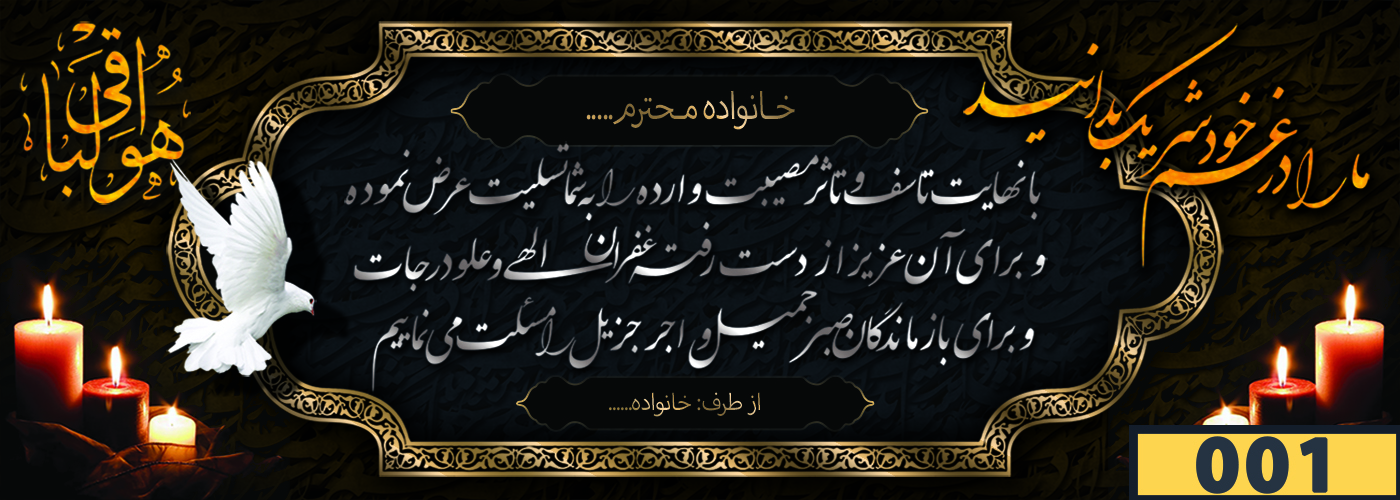 هو الباقی
ما را در غم خود شریک بدانید
خانواده محترم.....
با نهایت تاسف و تاثر مصیبت وارده را به شما تسلیت عرض نموده
و برای آن عزیز از دست رفته غفران الهی و علو درجات
و برای بازماندگان صبر جمیل و اجر جزیل را مسئلت می نماییم
از طرف: خانواده......
001